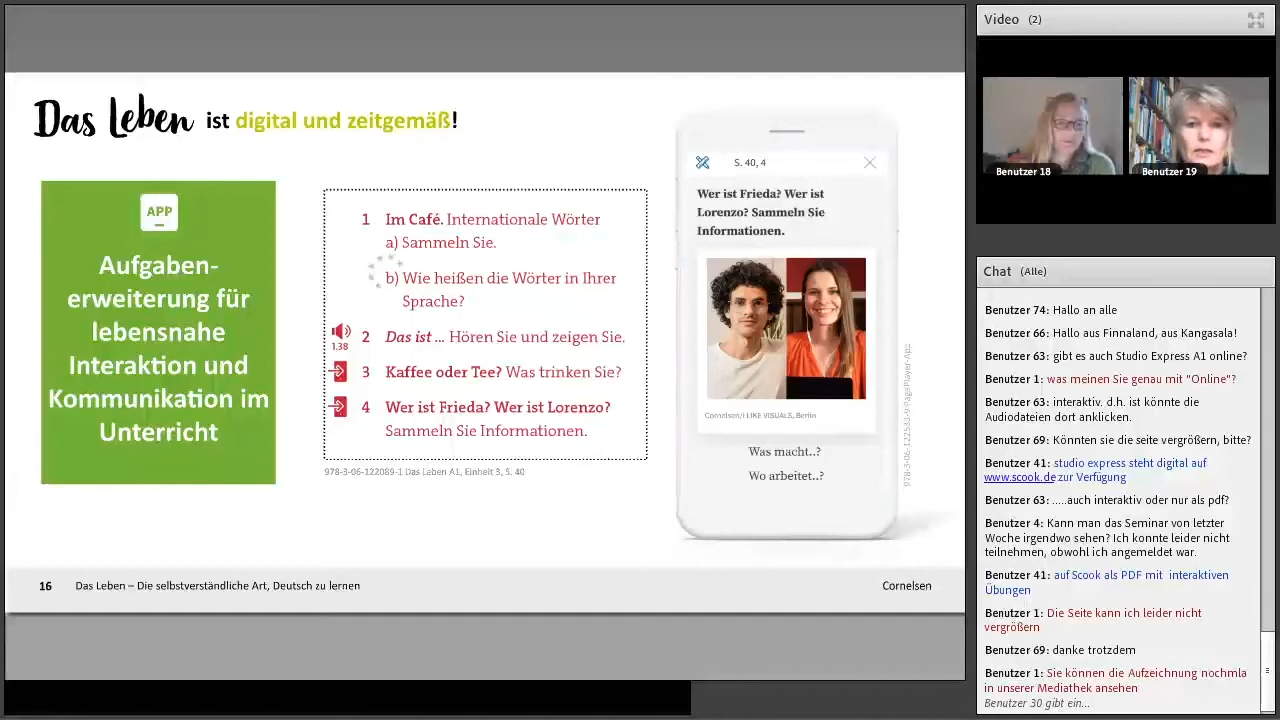 Das Leben ist digital und zeitgemäß!
APP
Aufgaben-
erweiterung für
lebensnahe
Interaktion und
Kommunikation im
Unterricht
1 Im Café. Internationale Wörter
a) Sammeln Sie.
b) Wie heißen die Wörter in Ihrer
Sprache?
2 Das ist ... Hören Sie und zeigen Sie.
1.38
3 Kaffee oder Tee? Was trinken Sie?
4 Wer ist Frieda? Wer ist Lorenzo?
Sammeln Sie Informationen.
978-3-06-122089-1 Das Leben A1, Einheit 3, S. 40
S. 40, 4
Wer ist Frieda? Wer ist
Lorenzo? Sammeln Sie
Informationen.
Cornelsen/I LIKE VISUALS, Berlin
Was macht..?
Wo arbeitet..?
978-3-06-122533-9 PagePlayer-App
16 Das Leben – Die selbstverständliche Art, Deutsch zu lernen
Cornelsen
Video (2)
Benutzer 18
Benutzer 19
Chat (Alle)
Benutzer 74: Hallo an alle
Benutzer 66: Hallo aus Finnaland, aus Kangasala!
Benutzer 63: gibt es auch Studio Express A1 online?
Benutzer 1: was meinen Sie genau mit "Online"?
Benutzer 63: interaktiv. d.h. ist könnte die
Audiodateien dort anklicken.
Benutzer 69: Könnten sie die seite vergrößern, bitte?
Benutzer 41: studio express steht digital auf
www.scook.de zur Verfügung
Benutzer 63: .....auch interaktiv oder nur als pdf?
Benutzer 4: Kann man das Seminar von letzter
Woche irgendwo sehen? Ich konnte leider nicht
teilnehmen, obwohl ich angemeldet war.
Benutzer 41: auf Scook als PDF mit interaktiven
Übungen
Benutzer 1: Die Seite kann ich leider nicht
vergrößern
Benutzer 69: danke trotzdem
Benutzer 1: Sie können die Aufzeichnung nochmla
in unserer Mediathek ansehen
Benutzer 30 gibt ein...